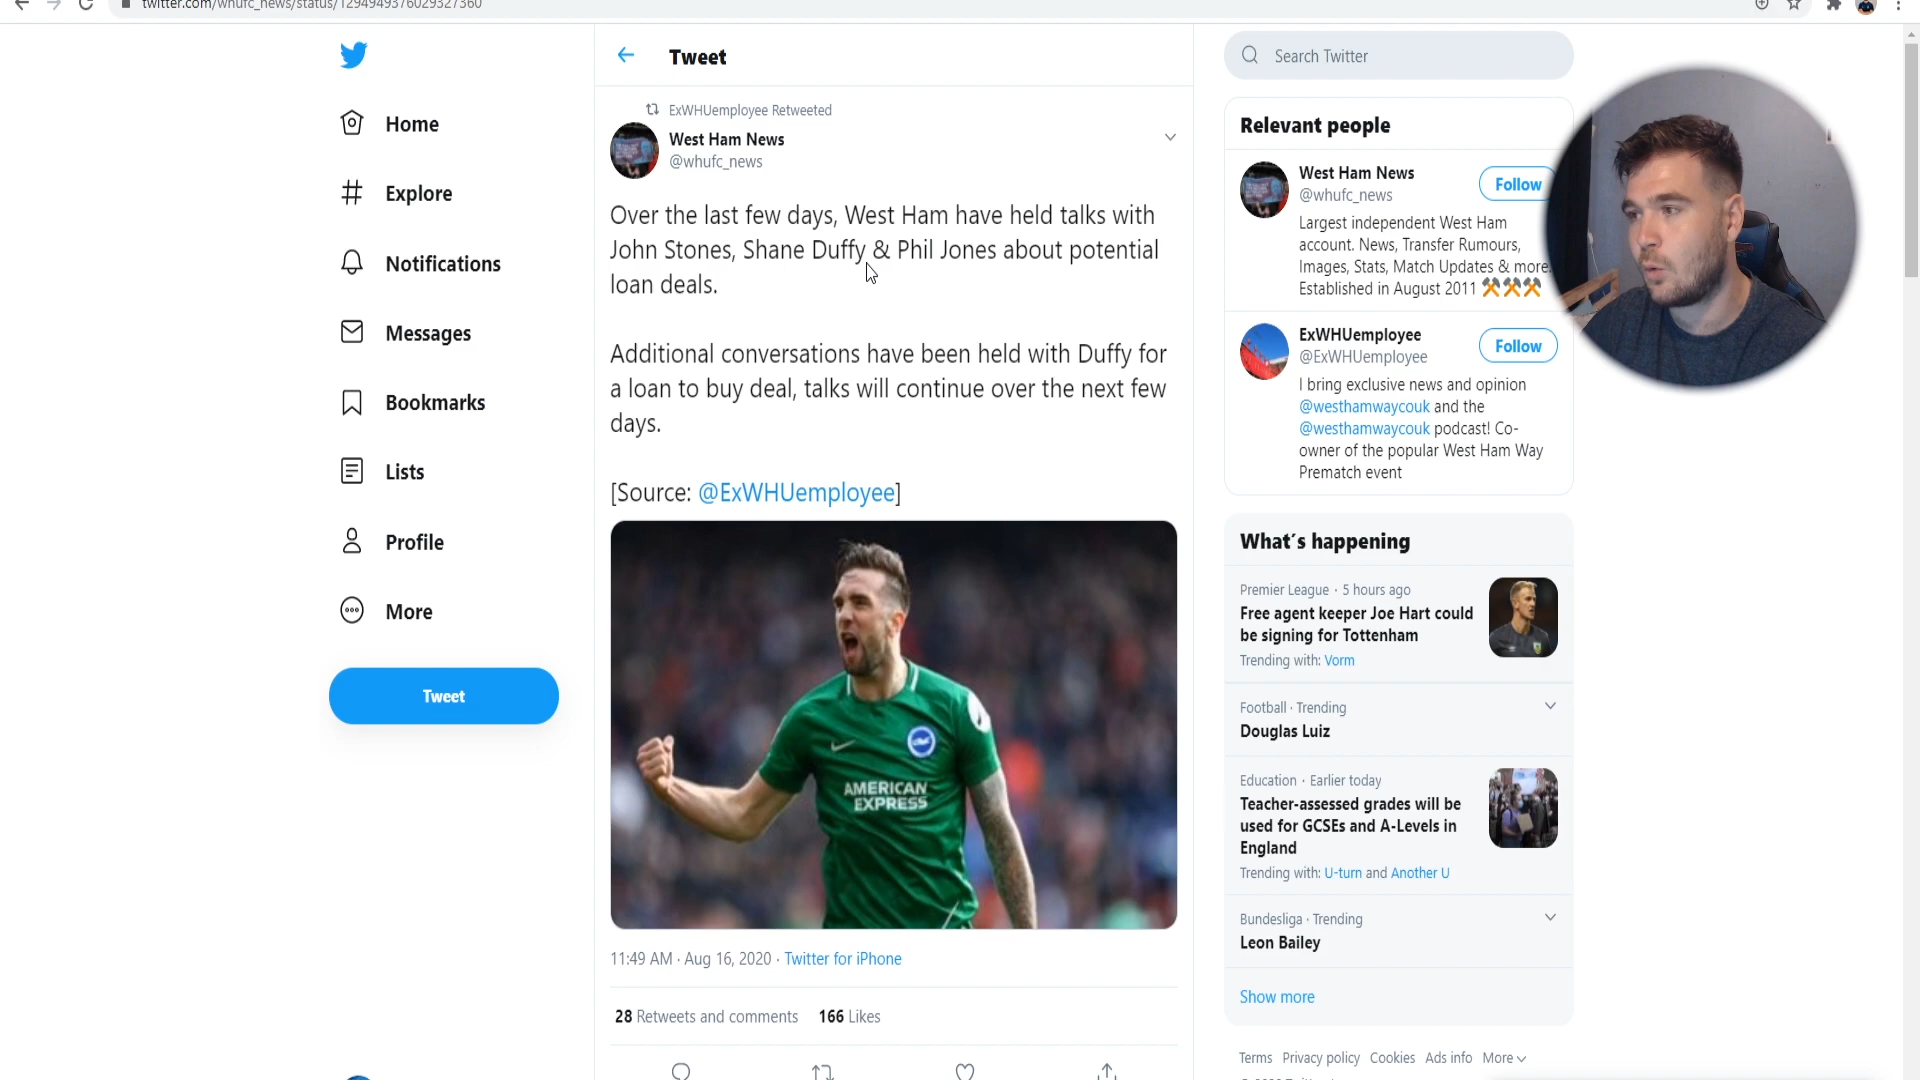 twitter.com/whufc_news/status/1294949376029327360
Home
Explore
Notifications
Messages
Bookmarks
Lists
Profile
More
Tweet
Tweet
ExWHUemployee Retweeted
West Ham News
@whufc_news
Over the last few days, West Ham have held talks with
John Stones, Shane Duffy & Phil Jones about potential
loan deals.
Additional conversations have been held with Duffy for
a loan to buy deal, talks will continue over the next few
days.
[Source: @ExWHUemployee]
AMERICAN
EXPRESS
11:49 AM · Aug 16, 2020 · Twitter for iPhone
28 Retweets and comments 166 Likes
Search Twitter
Relevant people
West Ham News
@whufc_news
Follow
Largest independent West Ham
account. News, Transfer Rumours,
Images, Stats, Match Updates & more.
Established in August 2011 ⚒⚒⚒
ExWHUemployee
@ExWHUemployee
Follow
I bring exclusive news and opinion
@westhamwaycouk and the
@westhamwaycouk podcast! Co-
owner of the popular West Ham Way
Prematch event
What's happening
Premier League · 5 hours ago
Free agent keeper Joe Hart could
be signing for Tottenham
Trending with: Vorm
Football · Trending
Douglas Luiz
Education · Earlier today
Teacher-assessed grades will be
used for GCSEs and A-Levels in
England
Trending with: U-turn and Another U
Bundesliga · Trending
Leon Bailey
Show more
Terms Privacy policy Cookies Ads info More